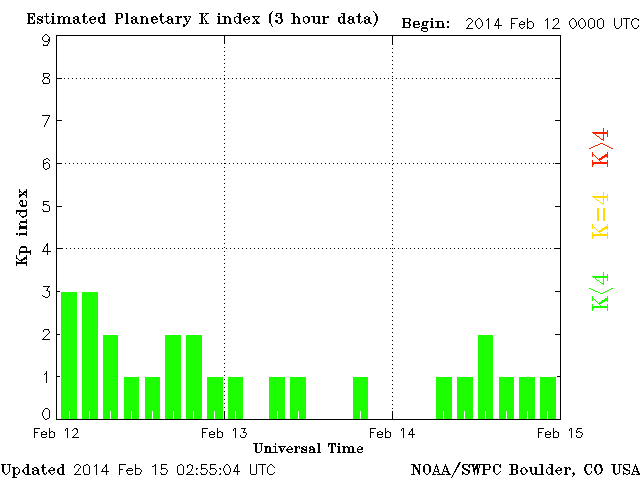 Estimated Planetary K index (3 hour data) Begin: 2014 Feb 12 0000 UTC
9
8
7
6
5
4
3
2
1
0
Kp index
K>4
K=4
K<4
Feb 12 Feb 13 Feb 14 Feb 15
Universal Time
Updated 2014 Feb 15 02:55:04 UTC NOAA/SWPC Boulder, CO USA